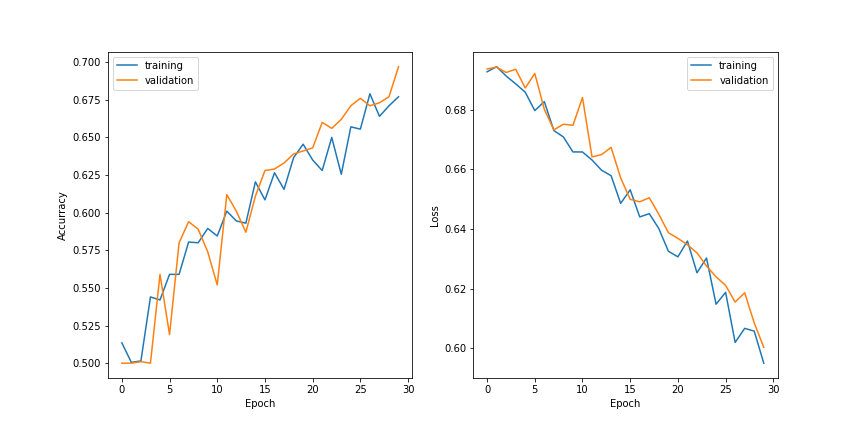 training
validation
0.700
0.675
0.650
0.625
0.600
0.575
0.550
0.525
0.500
Accurracy
0 5 10 15 20 25 30
Epoch
training
validation
0.68
0.66
0.64
0.62
0.60
Loss
0 5 10 15 20 25 30
Epoch